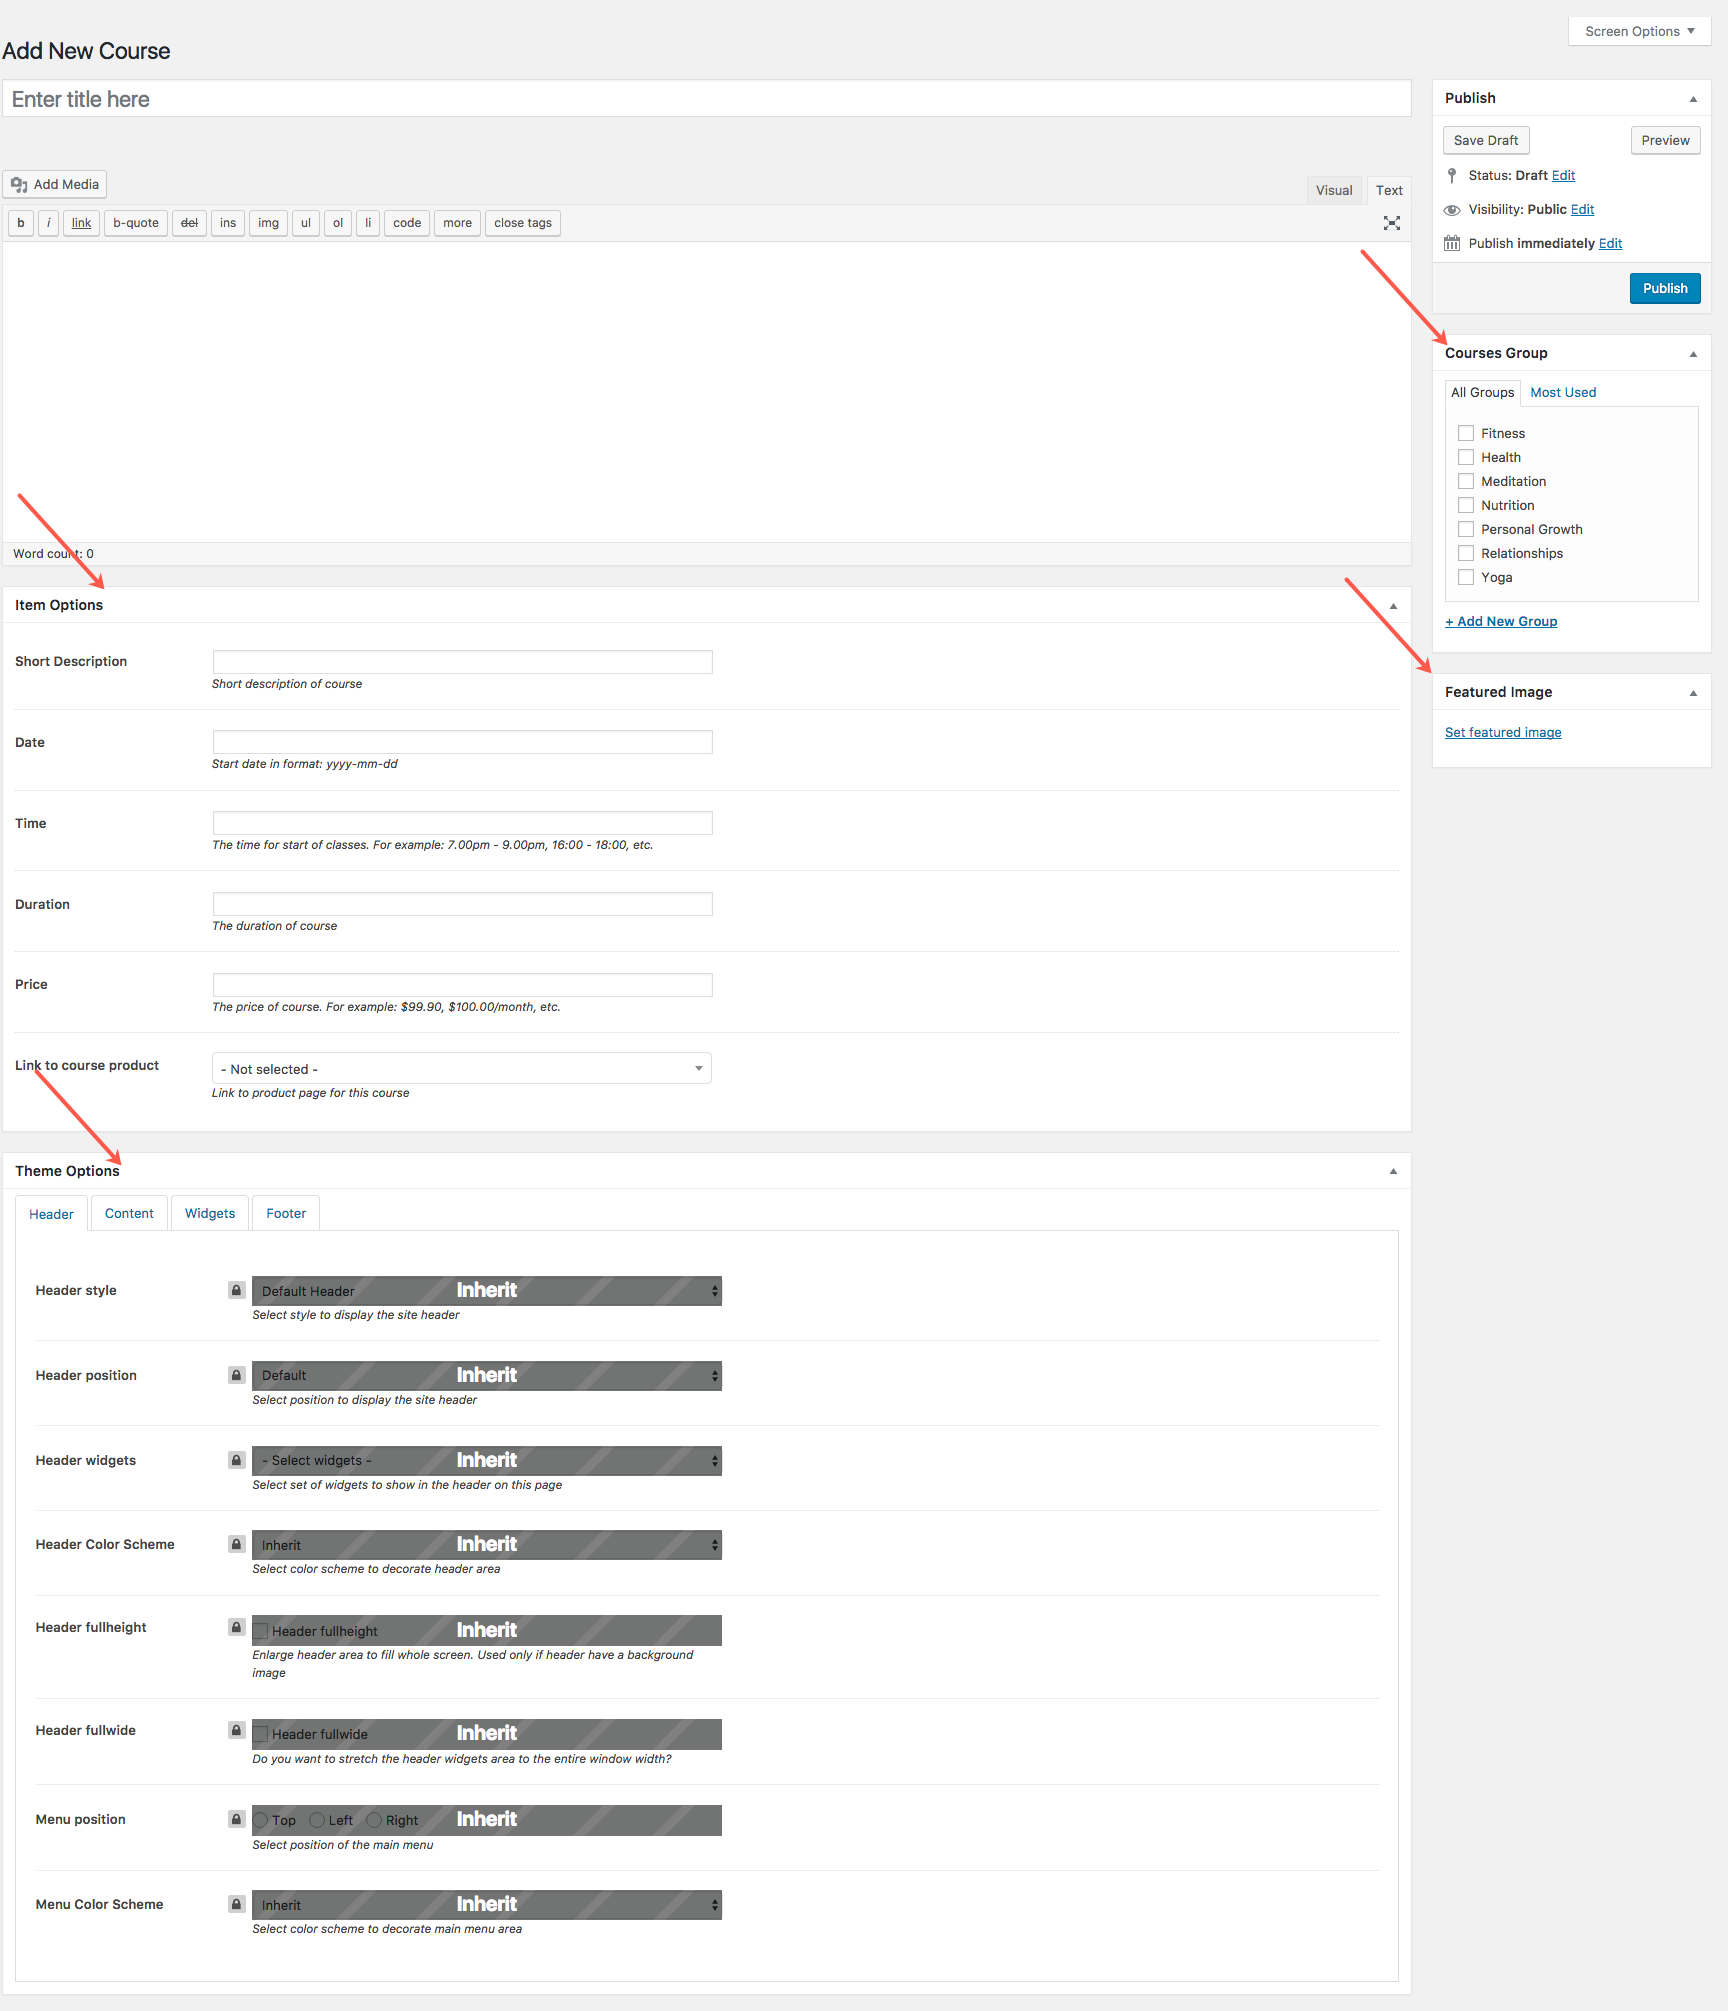 Screen Options
Add New Course
Enter title here
Add Media
Visual Text
b i link b-quote del ins img ul ol li code more close tags
Word count: 0
Item Options
Short Description
Short description of course
Date
Start date in format: yyyy-mm-dd
Time
The time for start of classes. For example: 7.00pm - 9.00pm, 16:00 - 18:00, etc.
Duration
The duration of course
Price
The price of course. For example: $99.90, $100.00/month, etc.
Link to course product
- Not selected -
Link to product page for this course
Theme Options
Header Content Widgets Footer
Header style
Default Header Inherit
Select style to display the site header
Header position
Default Inherit
Select position to display the site header
Header widgets
- Select widgets - Inherit
Select set of widgets to show in the header on this page
Header Color Scheme
Inherit Inherit
Select color scheme to decorate header area
Header fullheight
Header fullheight Inherit
Enlarge header area to fill whole screen. Used only if header have a background
image
Header fullwide
Header fullwide Inherit
Do you want to stretch the header widgets area to the entire window width?
Menu position
Top Left Right Inherit
Select position of the main menu
Menu Color Scheme
Inherit Inherit
Select color scheme to decorate main menu area
Publish
Save Draft Preview
Status: Draft Edit
Visibility: Public Edit
Publish immediately Edit
Publish
Courses Group
All Groups Most Used
Fitness
Health
Meditation
Nutrition
Personal Growth
Relationships
Yoga
+ Add New Group
Featured Image
Set featured image